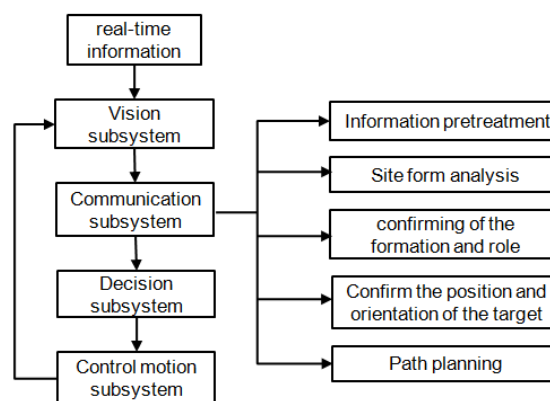 real-time
information
Vision
subsystem
Communication
subsystem
Decision
subsystem
Control motion
subsystem
Information pretreatment
Site form analysis
confirming of the
formation and role
Confirm the position and
orientation of the target
Path planning